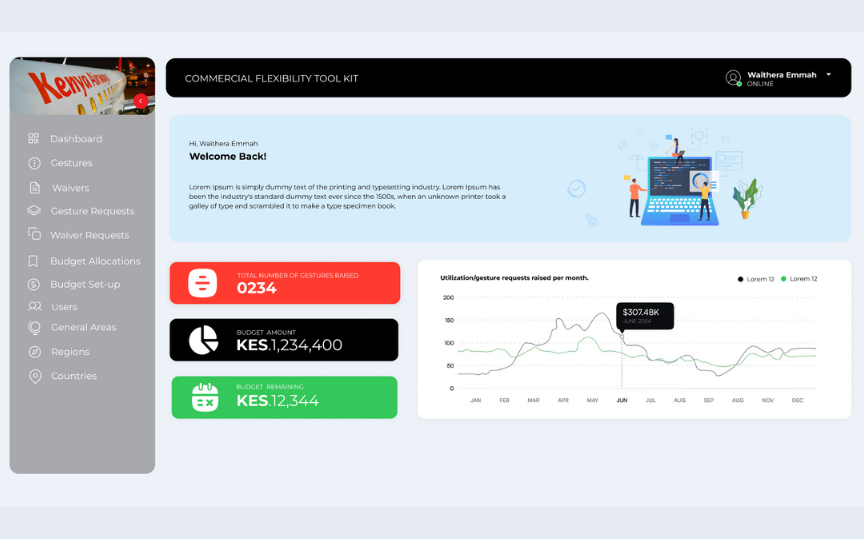 Kenya Airways
COMMERCIAL FLEXIBILITY TOOL KIT
Waithera Emmah
ONLINE
Dashboard
Gestures
Waivers
Gesture Requests
Waiver Requests
Budget Allocations
Budget Set-up
Users
General Areas
Regions
Countries
Hi, Waithera Emmah
Welcome Back!
Lorem Ipsum is simply dummy text of the printing and typesetting industry. Lorem Ipsum has
been the industry's standard dummy text ever since the 1500s, when an unknown printer took a
galley of type and scrambled it to make a type specimen book.
TOTAL NUMBER OF GESTURES RAISED
0234
BUDGET AMOUNT
KES.1,234,400
BUDGET REMAINING
KES.12,344
Utilization/gesture requests raised per month.
Lorem 12 Lorem 12
200
150
100
50
0
$307.48K
JUNE 2004
JAN FEB MAR APR MAY JUN JUL AUG SEP AUG NOV DEC